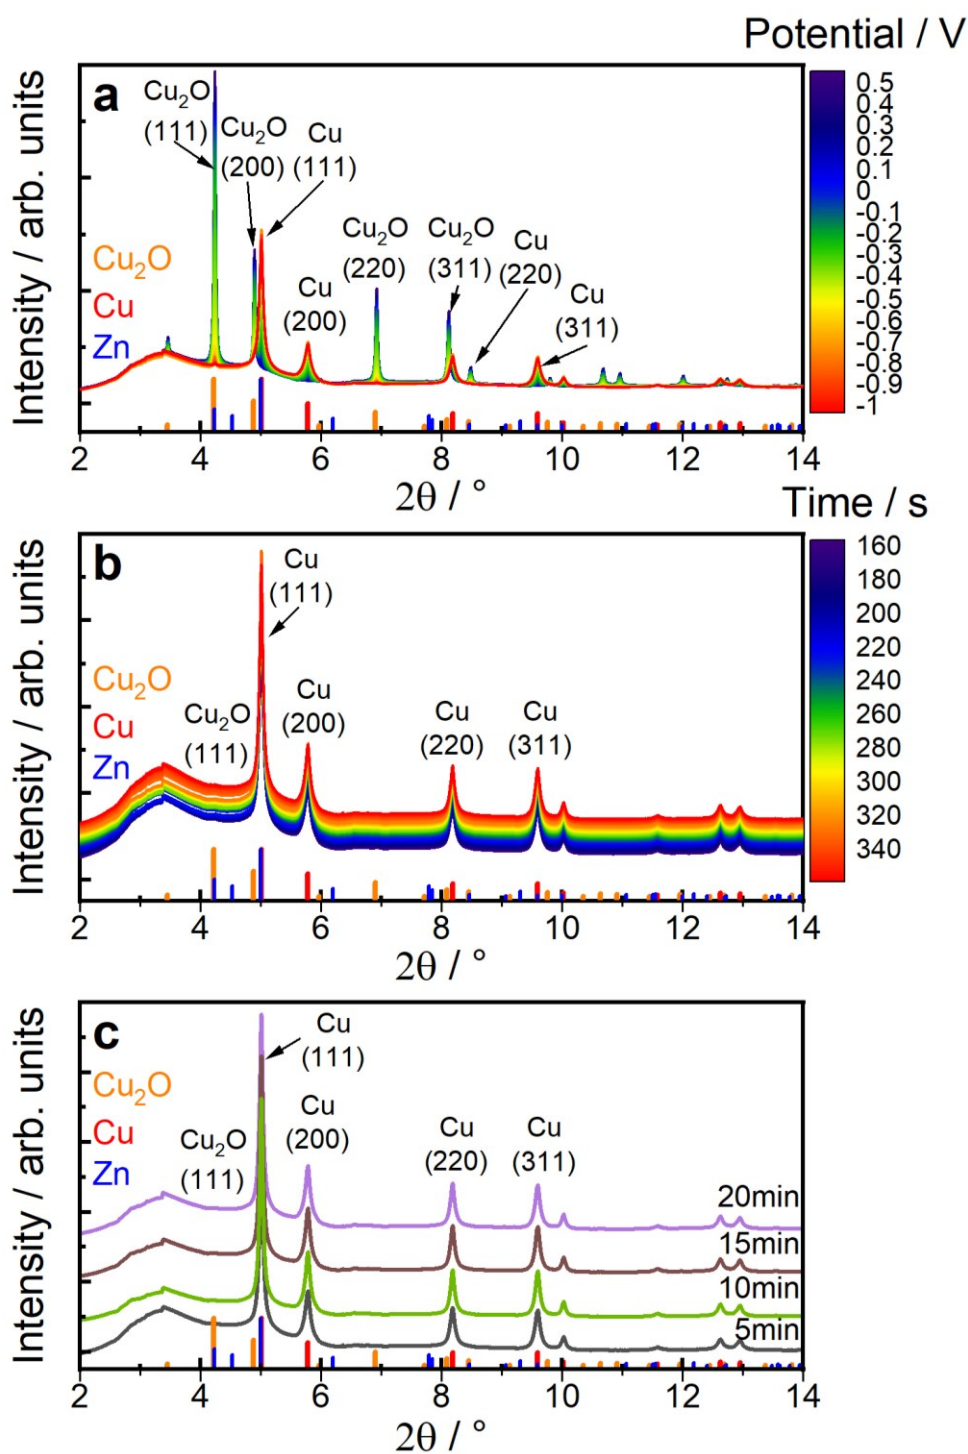 Potential / V
a
Cu₂O
(111)
Cu₂O
(200)
Cu
(111)
Cu
(200)
Cu₂O
(220)
Cu₂O
(311)
Cu
(220)
Cu
(311)
Cu₂O
Cu
Zn
Intensity / arb. units
0.5
0.4
0.3
0.2
0.1
0
-0.1
-0.2
-0.3
-0.4
-0.5
-0.6
-0.7
-0.8
-0.9
-1
2 4 6 8 10 12 14
2θ / °
Time / s
b
Cu
(111)
Cu₂O
(111)
Cu
(200)
Cu
(220)
Cu
(311)
Cu₂O
Cu
Zn
Intensity / arb. units
160
180
200
220
240
260
280
300
320
340
2 4 6 8 10 12 14
2θ / °
c
Cu
(111)
Cu₂O
(111)
Cu
(200)
Cu
(220)
Cu
(311)
Cu₂O
Cu
Zn
Intensity / arb. units
20min
15min
10min
5min
2 4 6 8 10 12 14
2θ / °